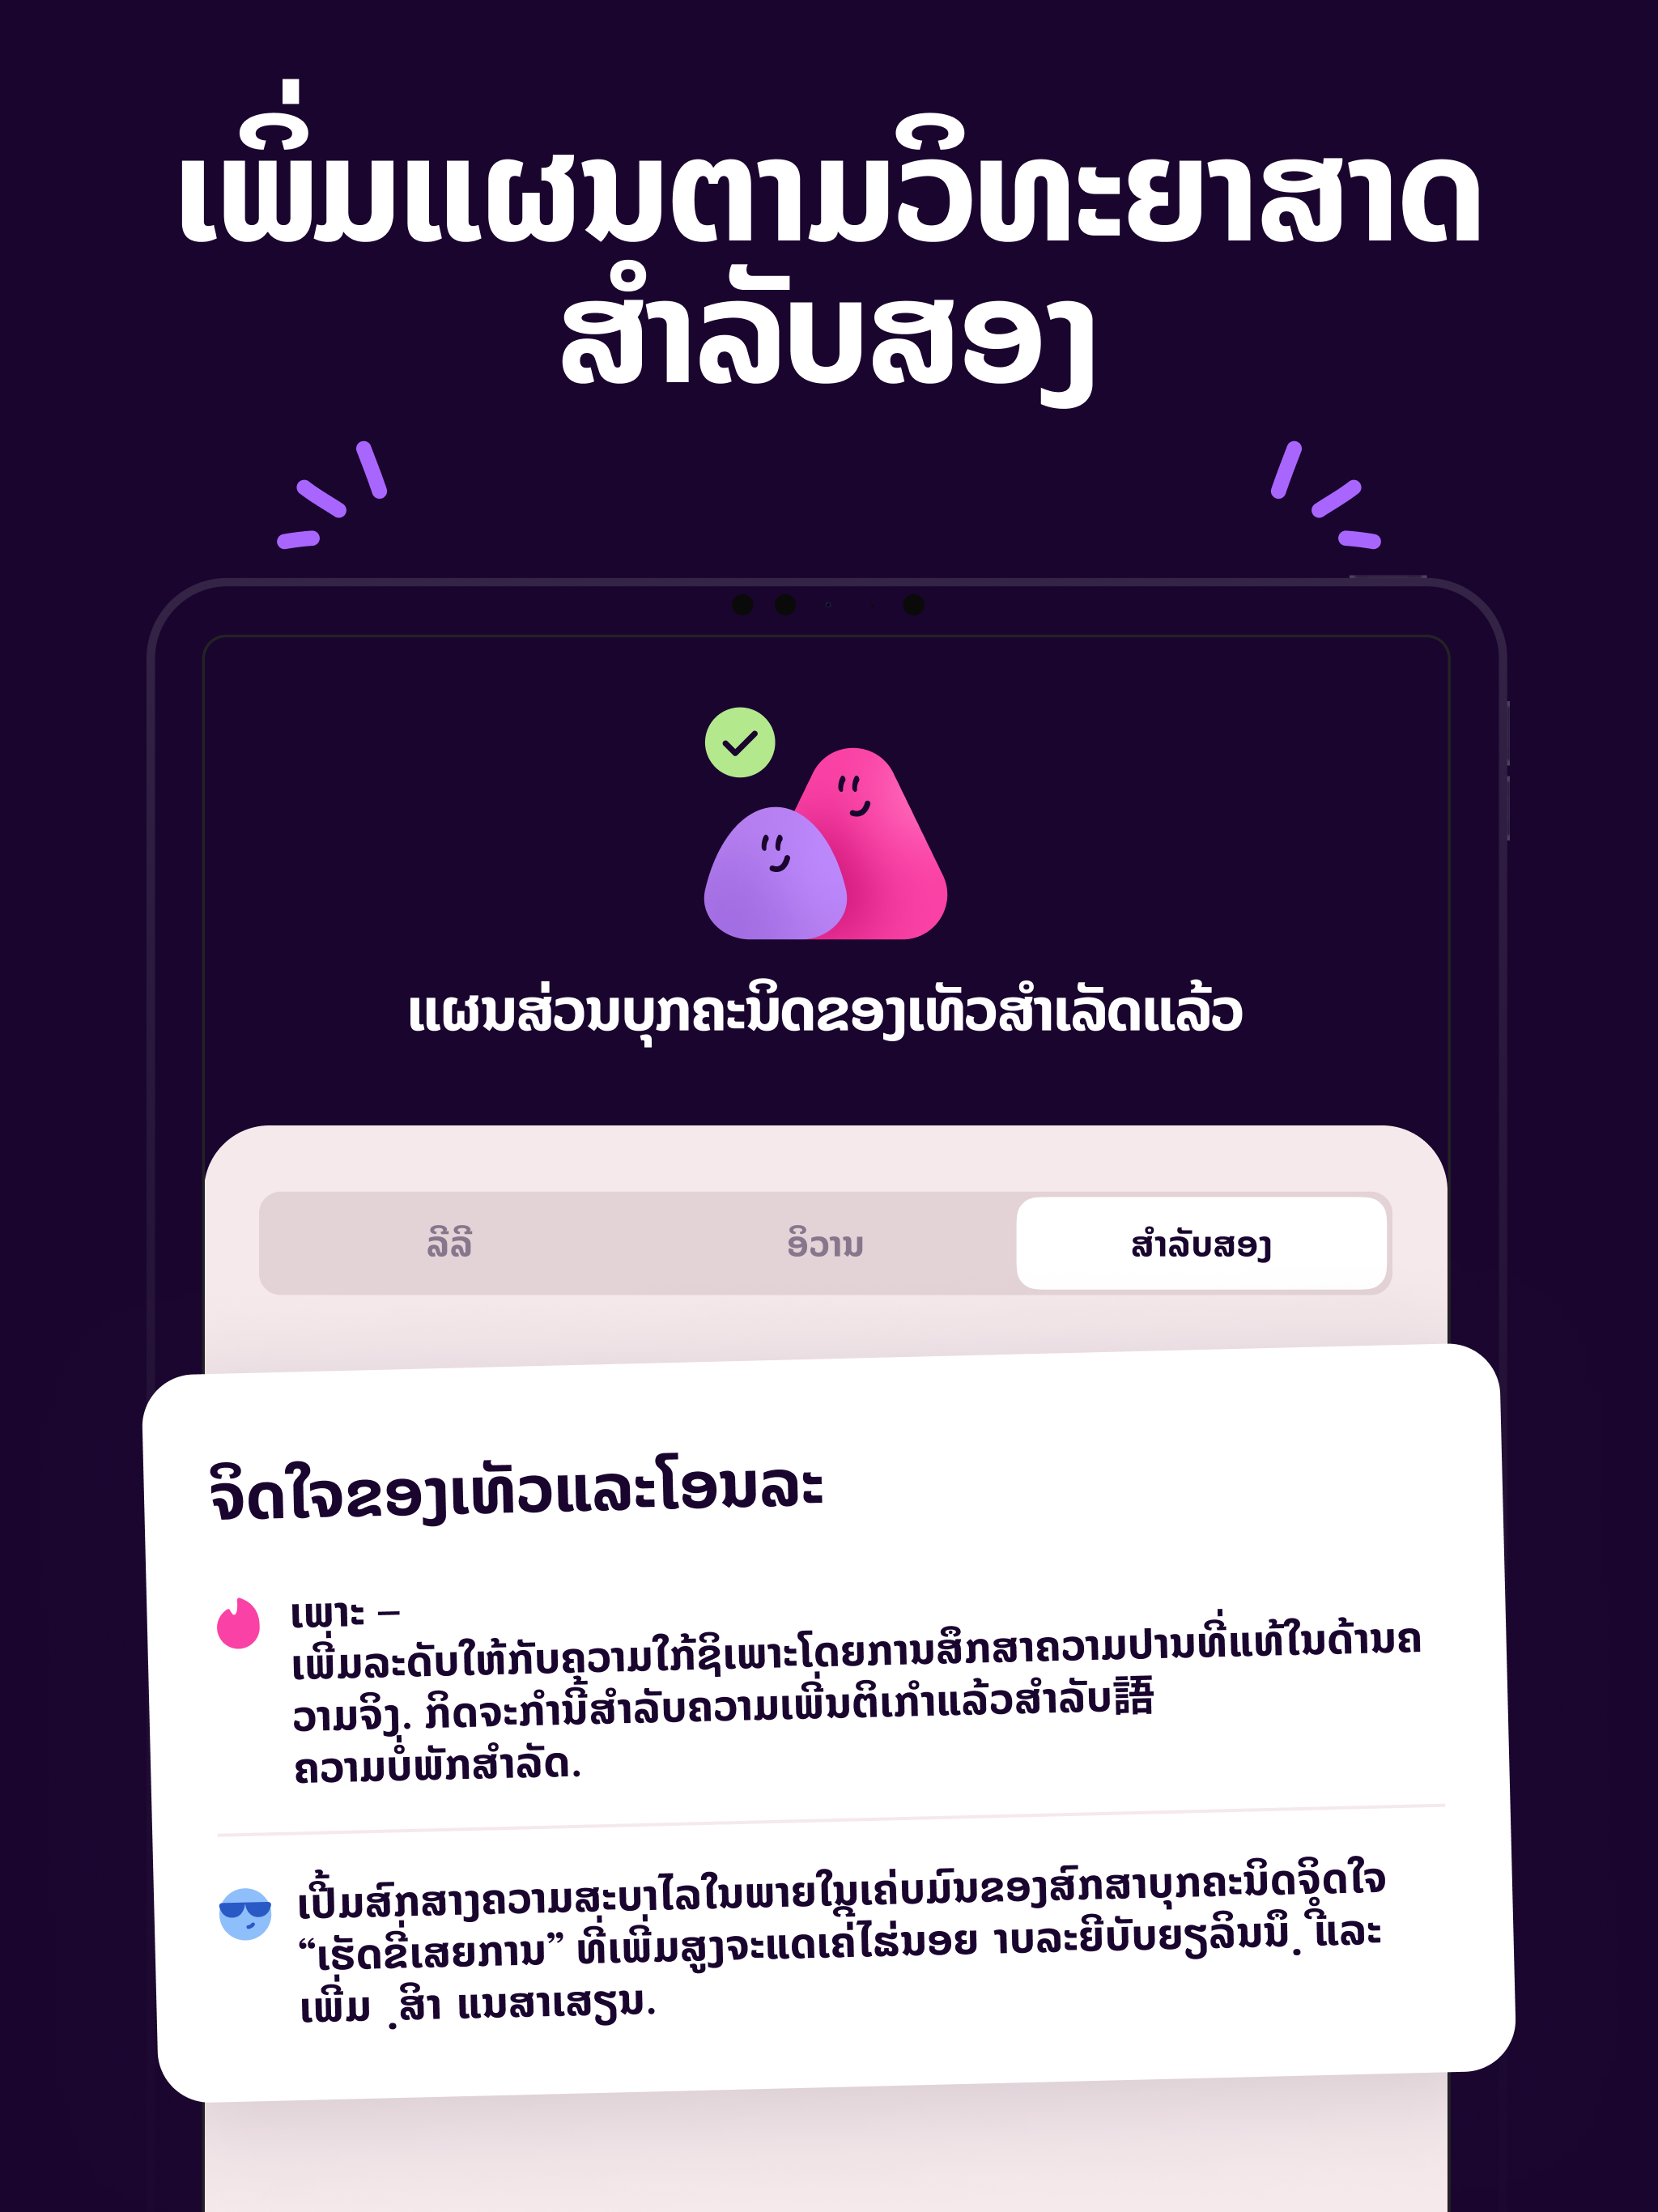 ເພິ່ມແຜນຕາມວິທະຍາສາດ
ສຳລັບສອງ
ແຜນສ່ວນບຸກຄະນິດຂອງເທັວສຳເລັດແລ້ວ
ລີລີ
ອິວານ
ສຳລັບສອງ
ຈິດໃຈຂອງເທັວແລະໂອນລະ
ເພາະ –
ເພີ່ມລະດັບໃຫ້ກັບຄວາມໃກ້ຊິເພາະໂດຍການສຶກສາຄວາມປານທີ່ແທ້ໃນດ້ານຄ
ວາມຈິງ. ກິດຈະກຳນີ້ສຳລັບຄວາມເພີ່ນຕິເກຳແລ້ວສຳລັບ語
ຄວາມບໍ່ພັກສຳລັດ.
ເປີ້ມສົກສາງຄວາມສະບາໄລໃນພາຍໃນເຄ່ບມົນຂອງສົກສາບຸກຄະນິດຈິດໃຈ
“ເຮັດຂີ່ເສຍການ” ທີ່ເພີ່ມສູງຈະແດເຄ່ີໄຮ່ນອຍ າບລະຍິບັບຍຽລິນນຶ
ເພີ່ມ ແນສາເສຽນ.